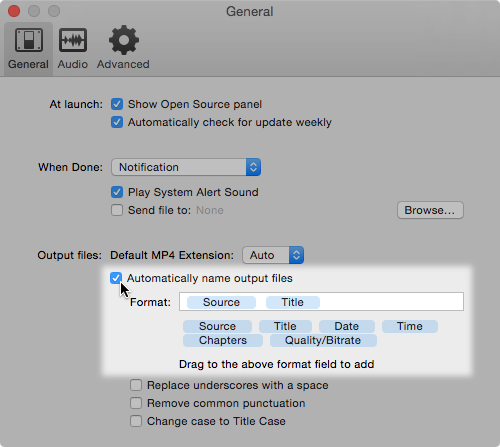 General
General Audio Advanced
At launch: Show Open Source panel
Automatically check for update weekly
When Done: Notification
Play System Alert Sound
Send file to: None Browse...
Output files: Default MP4 Extension: Auto
Automatically name output files
Format: Source Title
Source Title Date Time
Chapters Quality/Bitrate
Drag to the above format field to add
Replace underscores with a space
Remove common punctuation
Change case to Title Case